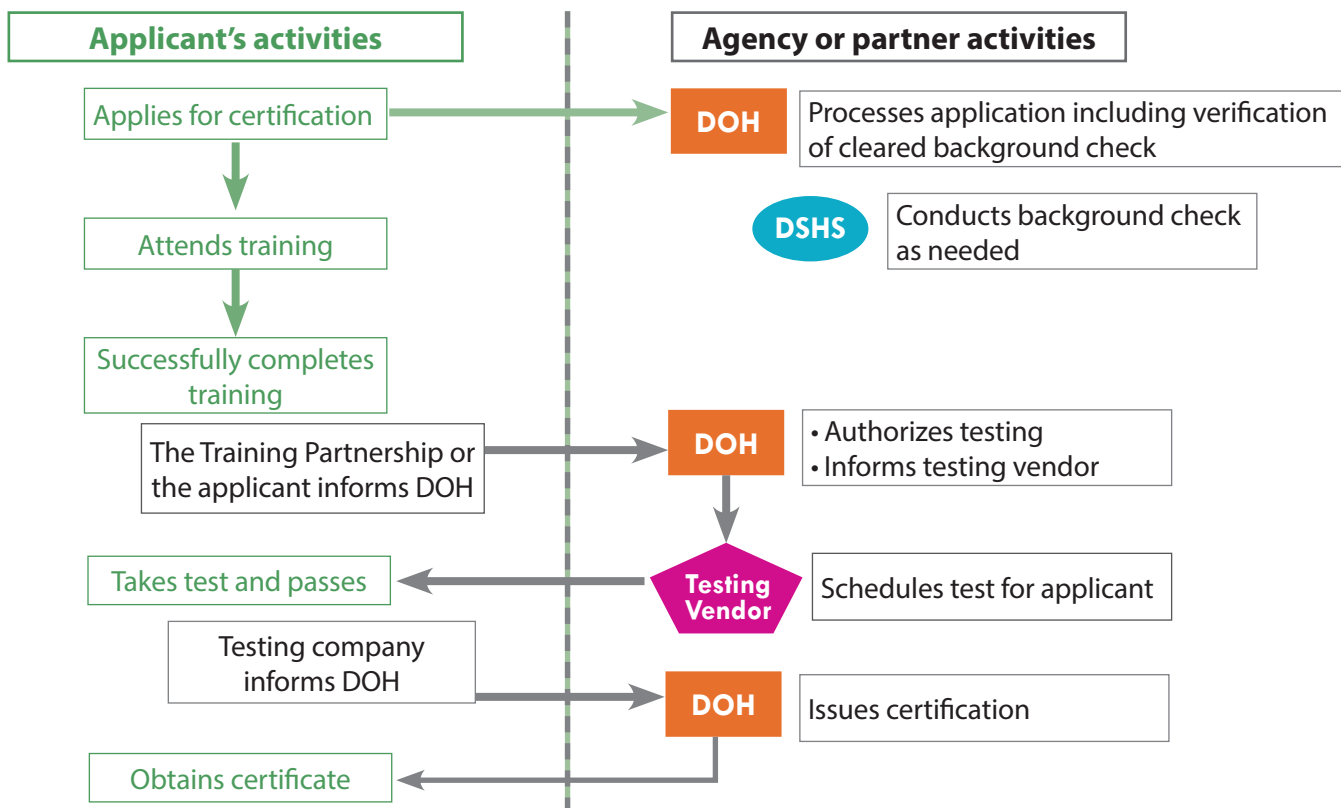 Applicant’s activities
Agency or partner activities
Applies for certification
DOH
Processes application including verification
of cleared background check
DSHS
Conducts background check
as needed
Attends training
Successfully completes
training
The Training Partnership or
the applicant informs DOH
DOH
• Authorizes testing
• Informs testing vendor
Takes test and passes
Testing
Vendor
Schedules test for applicant
Testing company
informs DOH
DOH
Issues certification
Obtains certificate